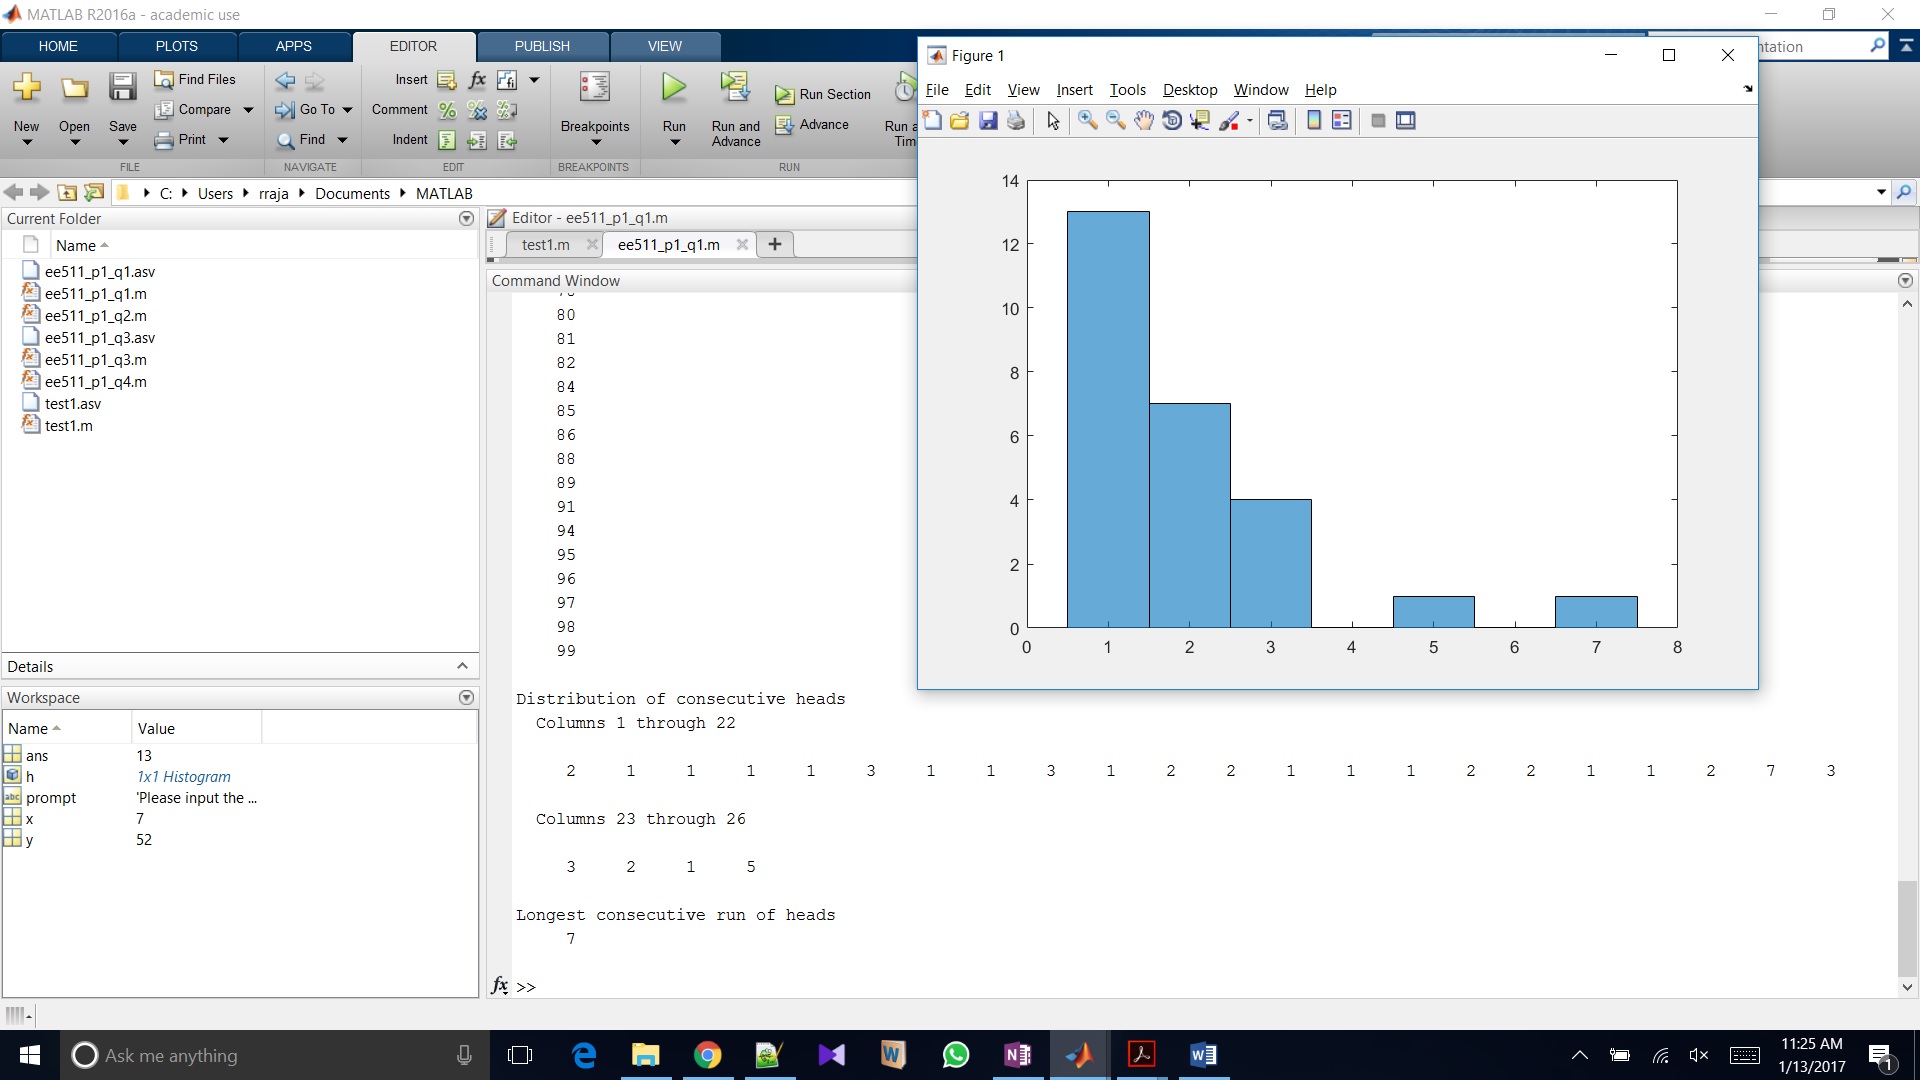 MATLAB R2016a - academic use
HOME PLOTS APPS EDITOR PUBLISH VIEW
New Open Save
Find Files
Compare
Print
FILE
Go To
Find
NAVIGATE
Insert
Comment
Indent
EDIT
Breakpoints
BREAKPOINTS
Run
Run and Advance
Run Section
Advance
RUN
C: Users rraja Documents MATLAB
Current Folder
Name
ee511_p1_q1.asv
ee511_p1_q1.m
ee511_p1_q2.m
ee511_p1_q3.asv
ee511_p1_q3.m
ee511_p1_q4.m
test1.asv
test1.m
Details
Workspace
Name Value
ans 13
h 1x1 Histogram
prompt 'Please input the ...
x 7
y 52
Editor - ee511_p1_q1.m
test1.m ee511_p1_q1.m
Command Window
80
81
82
84
85
86
88
89
91
94
95
96
97
98
99
Distribution of consecutive heads
Columns 1 through 22
2 1 1 1 1 3 1 1 3 1 2 2 1 1 1 2 2 1 1 2 7 3
Columns 23 through 26
3 2 1 5
Longest consecutive run of heads
7
fx >>
Figure 1
File Edit View Insert Tools Desktop Window Help
14
12
10
8
6
4
2
0
0 1 2 3 4 5 6 7 8
Ask me anything
11:25 AM
1/13/2017
1